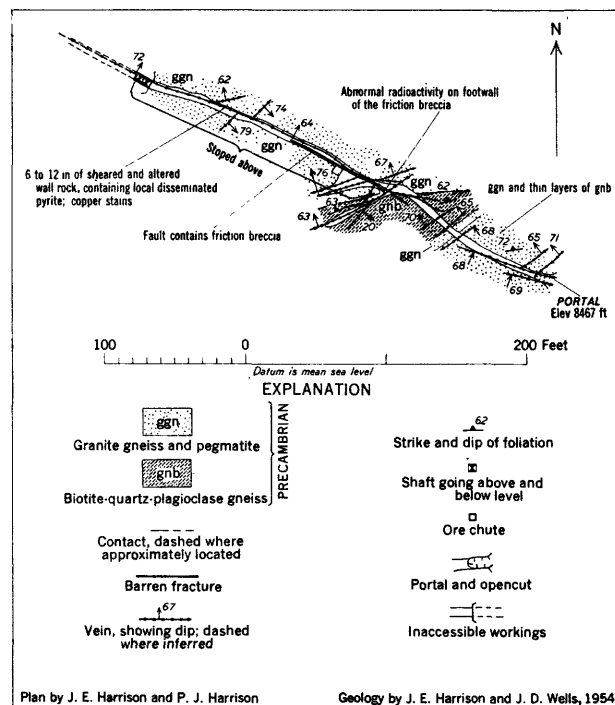 N
72
ggn
62
Abnormal radioactivity on footwall
of the friction breccia
74
64
79
ggn
Stoped above
67
76
ggn
62
6 to 12 in of sheared and altered
wall rock, containing local disseminated
pyrite; copper stains
ggn and thin layers of gnb
63
gnb
65
63
20
70
68
72
65
71
Fault contains friction breccia
ggn
68
69
PORTAL
Elev 8467 ft
100 0 200 Feet
Datum is mean sea level
EXPLANATION
ggn
Granite gneiss and pegmatite
gnb
Biotite-quartz-plagioclase gneiss
PRECAMBRIAN
Contact, dashed where
approximately located
Barren fracture
67
Vein, showing dip; dashed
where inferred
62
Strike and dip of foliation
Shaft going above and
below level
Ore chute
Portal and opencut
Inaccessible workings
Plan by J. E. Harrison and P. J. Harrison
Geology by J. E. Harrison and J. D. Wells, 1954